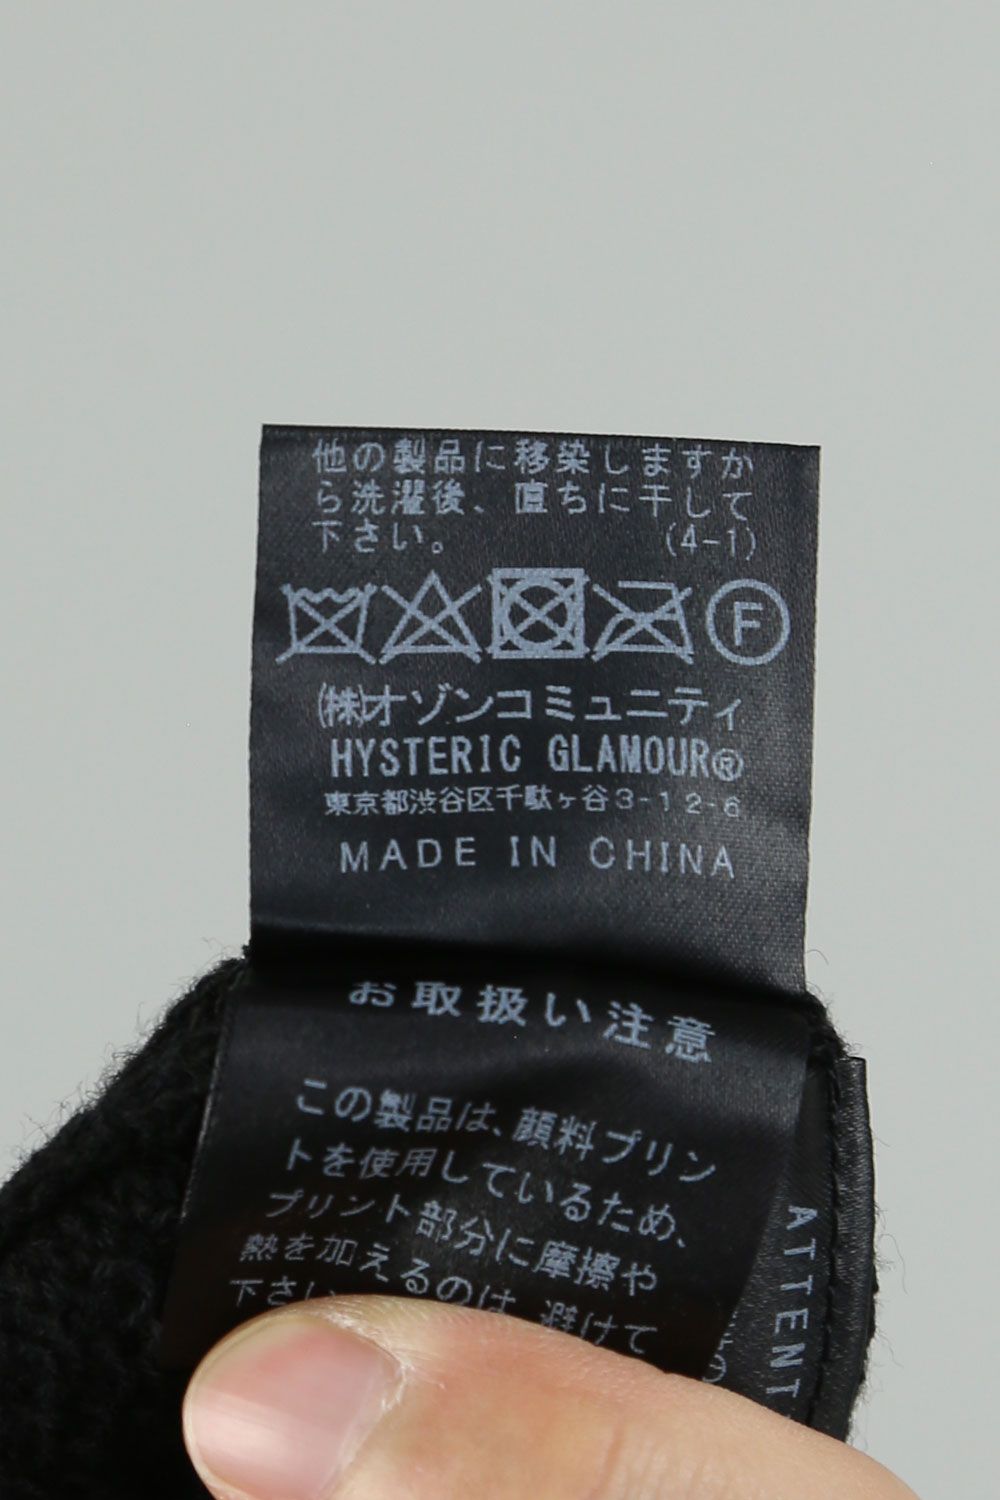 他の製品に移染しますか
ら洗濯後、直ちに干して
下さい。 (4-1)
F
㈱オゾンコミュニティ
HYSTERIC GLAMOUR®
東京都渋谷区千駄ヶ谷3-12-6
MADE IN CHINA
お取扱い注意
この製品は、顔料プリン
トを使用しているため、
プリント部分に摩擦や
熱を加えるのは、避けて
下さい
ATTENT